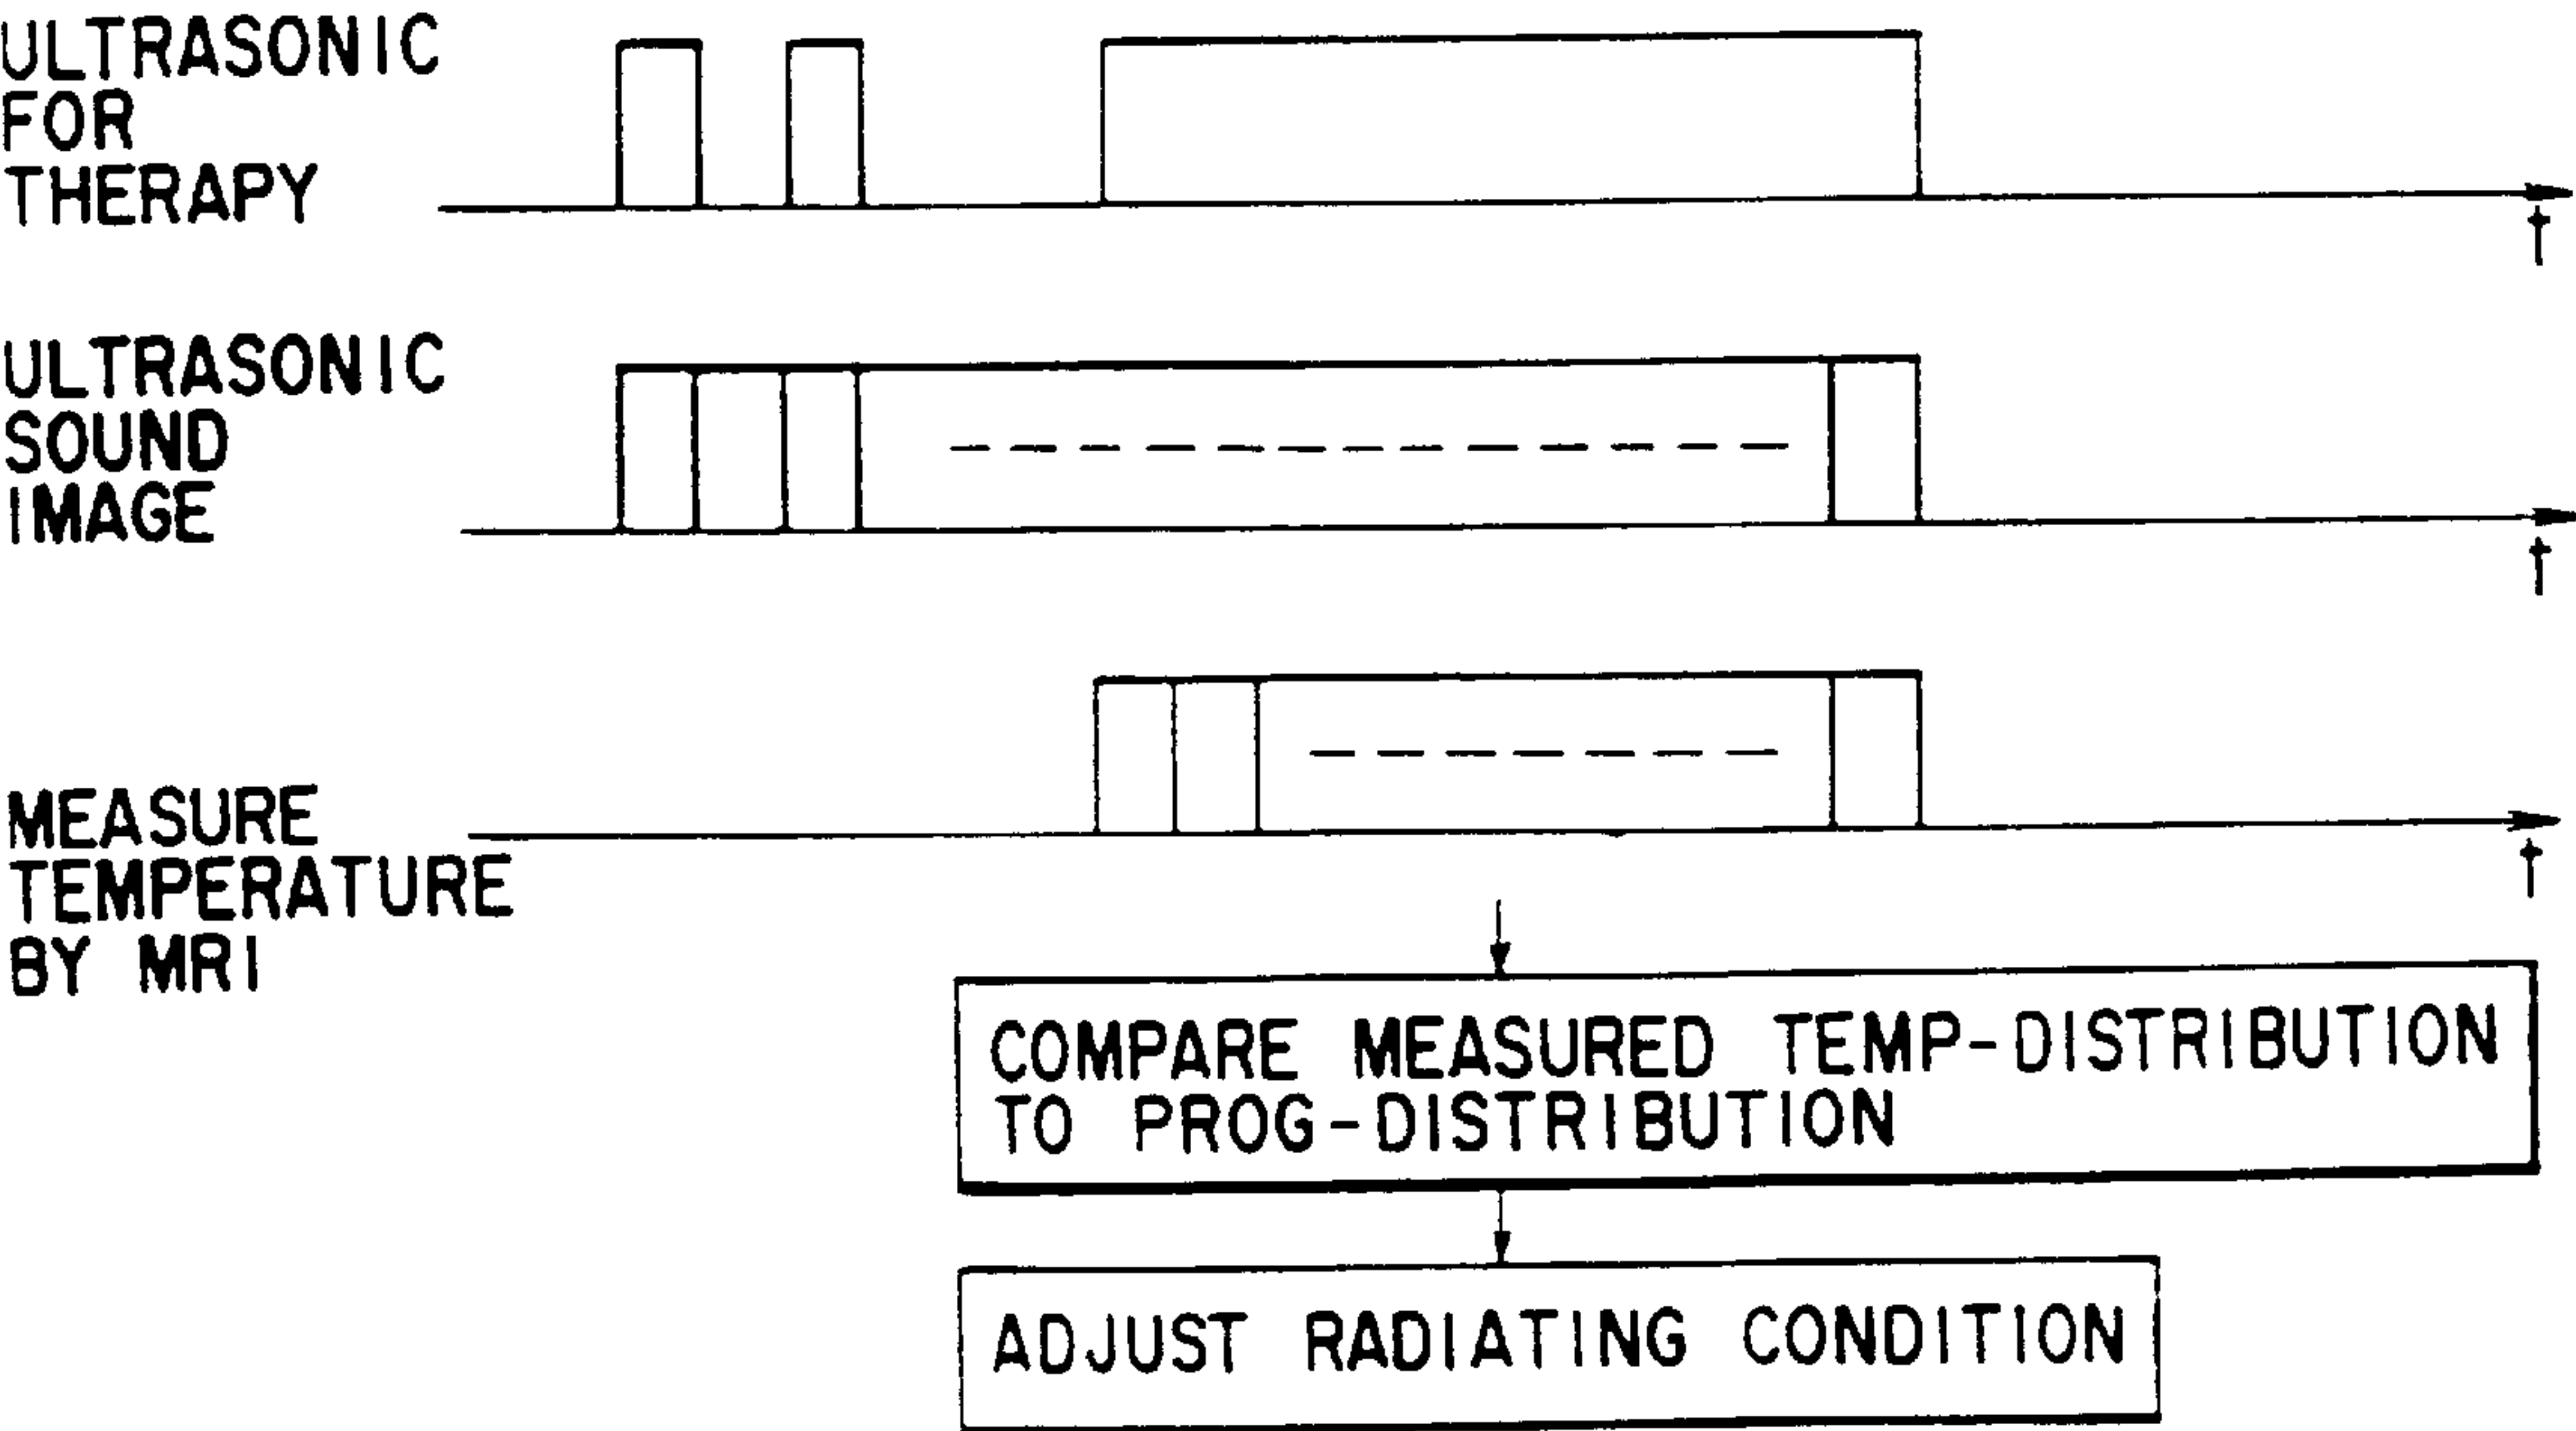 ULTRASONIC
FOR
THERAPY
t
ULTRASONIC
SOUND
IMAGE
t
MEASURE
TEMPERATURE
BY MRI
t
COMPARE MEASURED TEMP-DISTRIBUTION
TO PROG-DISTRIBUTION
ADJUST RADIATING CONDITION